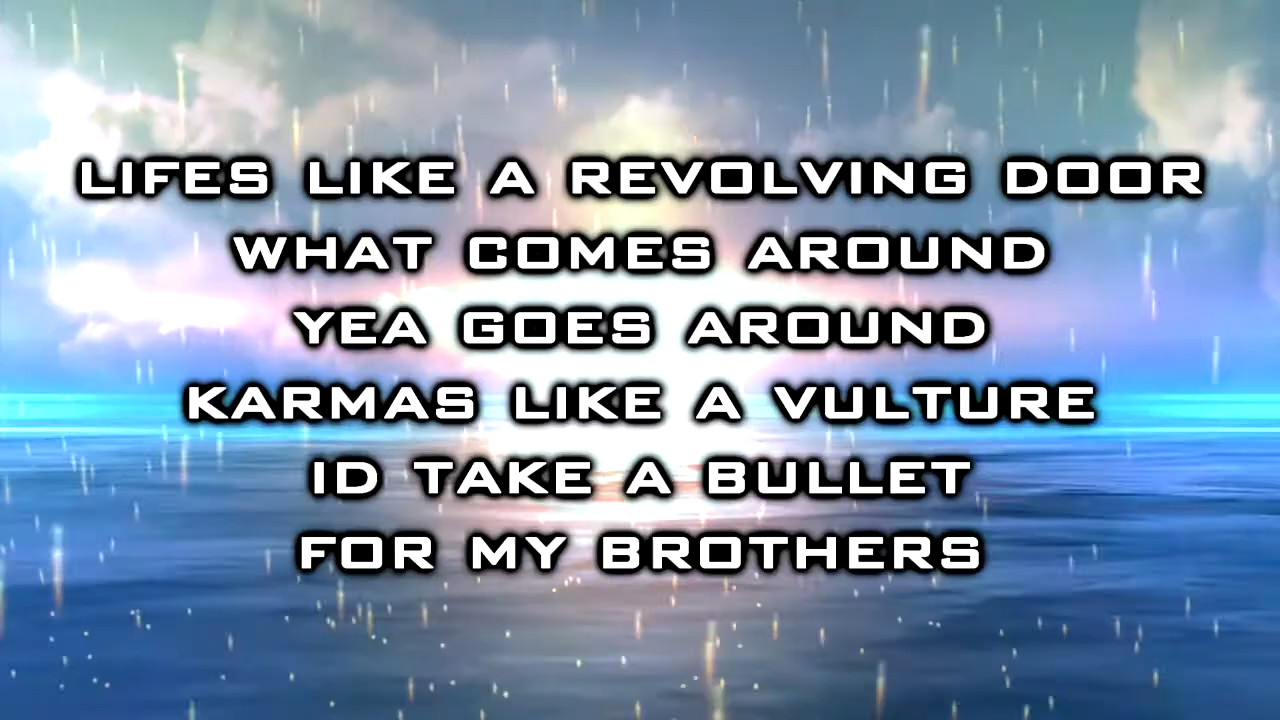 LIFES LIKE A REVOLVING DOOR
WHAT COMES AROUND
YEA GOES AROUND
KARMAS LIKE A VULTURE
ID TAKE A BULLET
FOR MY BROTHERS